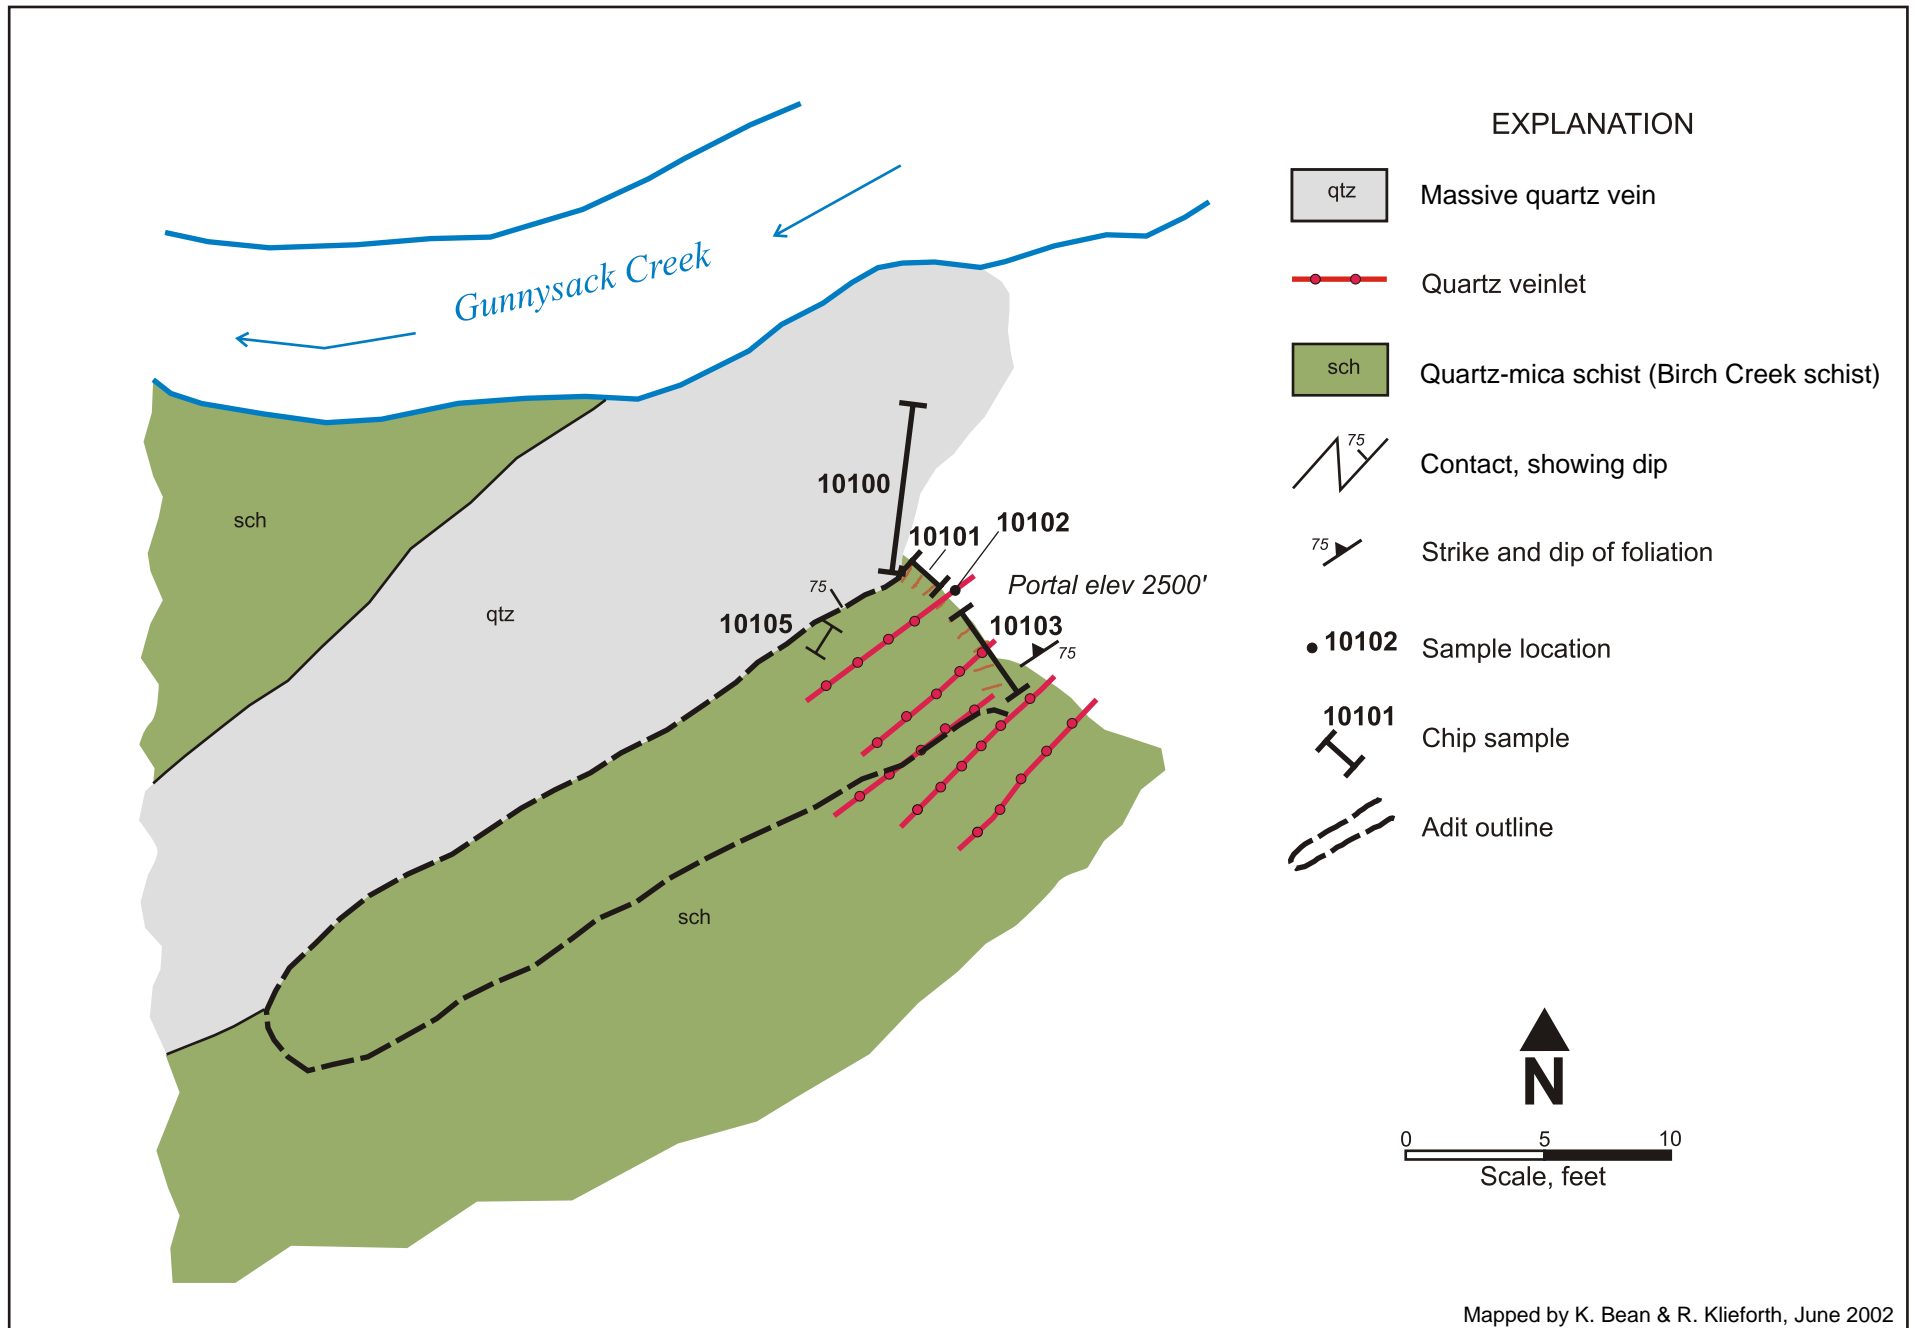 EXPLANATION
qtz
Massive quartz vein
Quartz veinlet
sch
Quartz-mica schist (Birch Creek schist)
75
Contact, showing dip
75
Strike and dip of foliation
10102
Sample location
10101
Chip sample
Adit outline
Gunnysack Creek
10100
sch
10102
10101
75
Portal elev 2500'
qtz
10105
10103
75
sch
N
0 5 10
Scale, feet
Mapped by K. Bean & R. Klieforth, June 2002